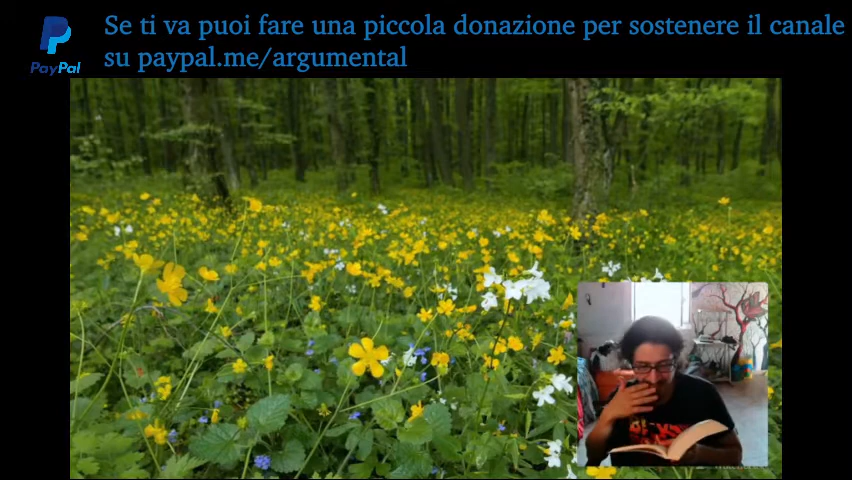 Se ti va puoi fare una piccola donazione per sostenere il canale
su paypal.me/argumental
PayPal